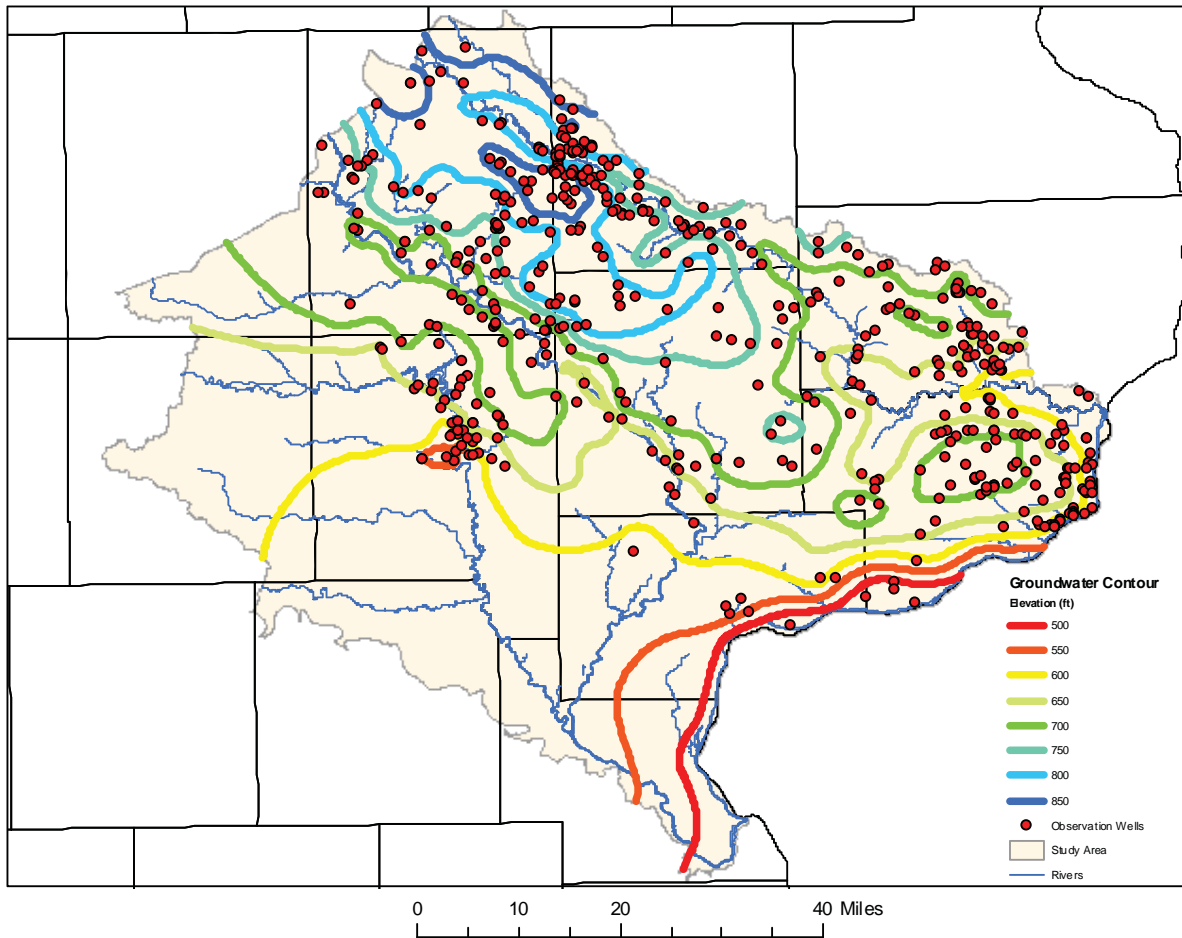 Groundwater Contour
Elevation (ft)
500
550
600
650
700
750
800
850
Observation Wells
Study Area
Rivers
0 10 20 40 Miles